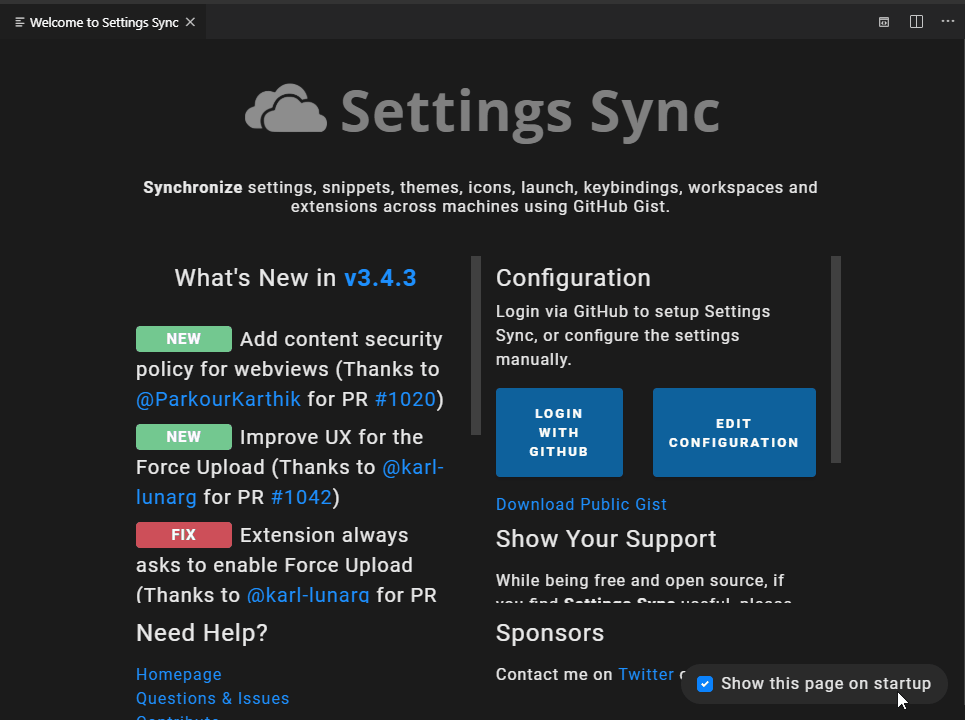 Welcome to Settings Sync
Settings Sync
Synchronize settings, snippets, themes, icons, launch, keybindings, workspaces and
extensions across machines using GitHub Gist.
What's New in v3.4.3
NEW Add content security
policy for webviews (Thanks to
@ParkourKarthik for PR #1020)
NEW Improve UX for the
Force Upload (Thanks to @karl-
lunarg for PR #1042)
FIX Extension always
asks to enable Force Upload
(Thanks to @karl-lunarg for PR
Configuration
Login via GitHub to setup Settings
Sync, or configure the settings
manually.
LOGIN
WITH
GITHUB
EDIT
CONFIGURATION
Download Public Gist
Show Your Support
While being free and open source, if
you find Settings Sync useful, please
Need Help?
Homepage
Questions & Issues
Contribute
Sponsors
Contact me on Twitter
Show this page on startup